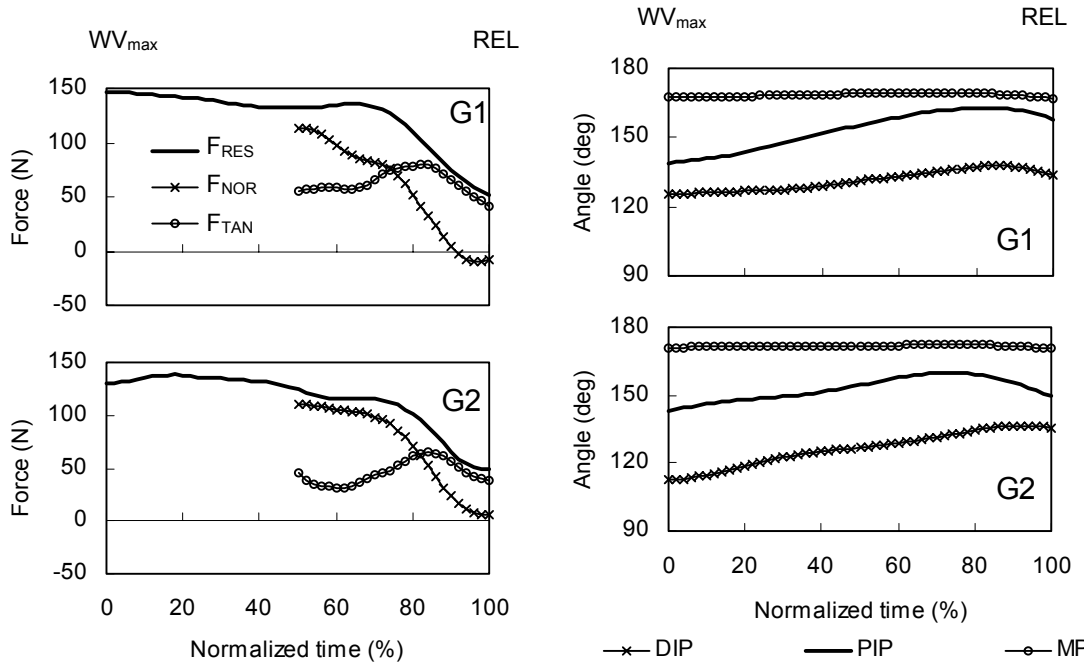 WVmax REL
150
100
50
0
-50
Force (N)
G1
FRES
FNOR
FTAN
150
100
50
0
-50
Force (N)
G2
0 20 40 60 80 100
Normalized time (%)
WVmax REL
180
150
120
90
Angle (deg)
G1
180
150
120
90
Angle (deg)
G2
0 20 40 60 80 100
Normalized time (%)
DIP PIP MP